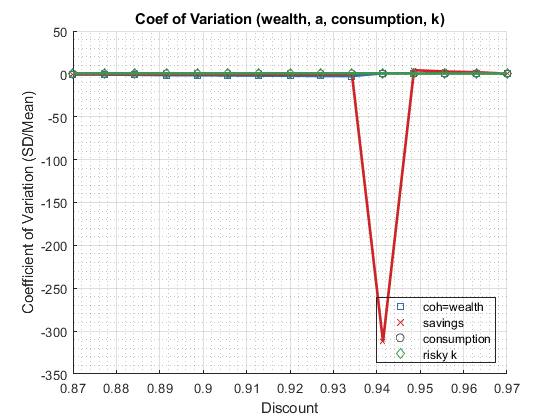 Coef of Variation (wealth, a, consumption, k)
Coefficient of Variation (SD/Mean)
50
0
-50
-100
-150
-200
-250
-300
-350
coh=wealth
savings
consumption
risky k
0.87 0.88 0.89 0.9 0.91 0.92 0.93 0.94 0.95 0.96 0.97
Discount